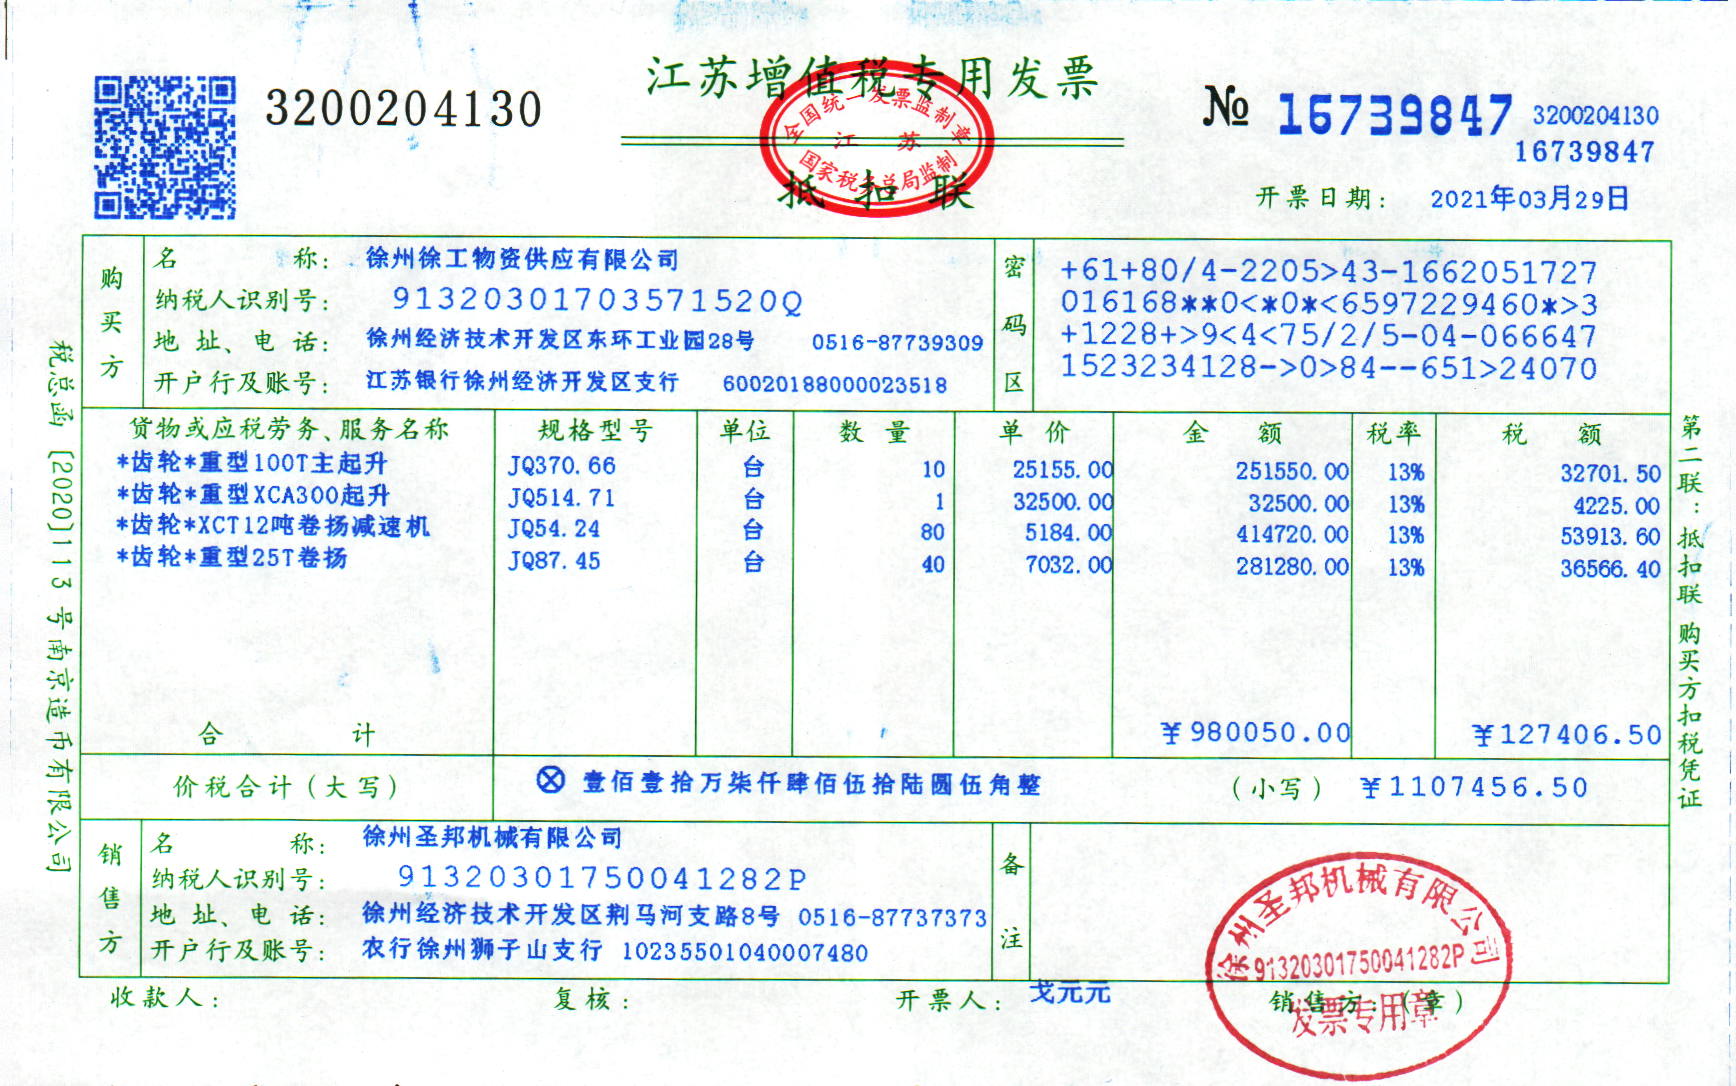 江苏增值税专用发票
3200204130
№ 16739847 3200204130
16739847
全国统一发票监制章
江 苏
国家税务总局监制
抵扣联
开票日期: 2021年03月29日
购买方
名称: 徐州徐工物资供应有限公司
纳税人识别号: 91320301703571520Q
地址、电话: 徐州经济技术开发区东环工业园28号 0516-87739309
开户行及账号: 江苏银行徐州经济开发区支行 60020188000023518
密码区
+61+80/4-2205>43-1662051727
016168**0<*0*<6597229460*>3
+1228+>9<4<75/2/5-04-066647
1523234128->0>84--651>24070
货物或应税劳务、服务名称 规格型号 单位 数量 单价 金额 税率 税额
*齿轮*重型100T主起升 JQ370.66 台 10 25155.00 251550.00 13% 32701.50
*齿轮*重型XCA300起升 JQ514.71 台 1 32500.00 32500.00 13% 4225.00
*齿轮*XCT12吨卷扬减速机 JQ54.24 台 80 5184.00 414720.00 13% 53913.60
*齿轮*重型25T卷扬 JQ87.45 台 40 7032.00 281280.00 13% 36566.40
合计 ¥980050.00 ¥127406.50
价税合计(大写) ⊗壹佰壹拾万柒仟肆佰伍拾陆圆伍角整 (小写) ¥1107456.50
销售方
名称: 徐州圣邦机械有限公司
纳税人识别号: 91320301750041282P
地址、电话: 徐州经济技术开发区荆马河支路8号 0516-87737373
开户行及账号: 农行徐州狮子山支行 10235501040007480
备注
收款人: 复核: 开票人: 戈元元 销售方:(章)
徐州圣邦机械有限公司
91320301750041282P
发票专用章
税总函[2020]113号南京造币有限公司
第二联:抵扣联 购买方扣税凭证